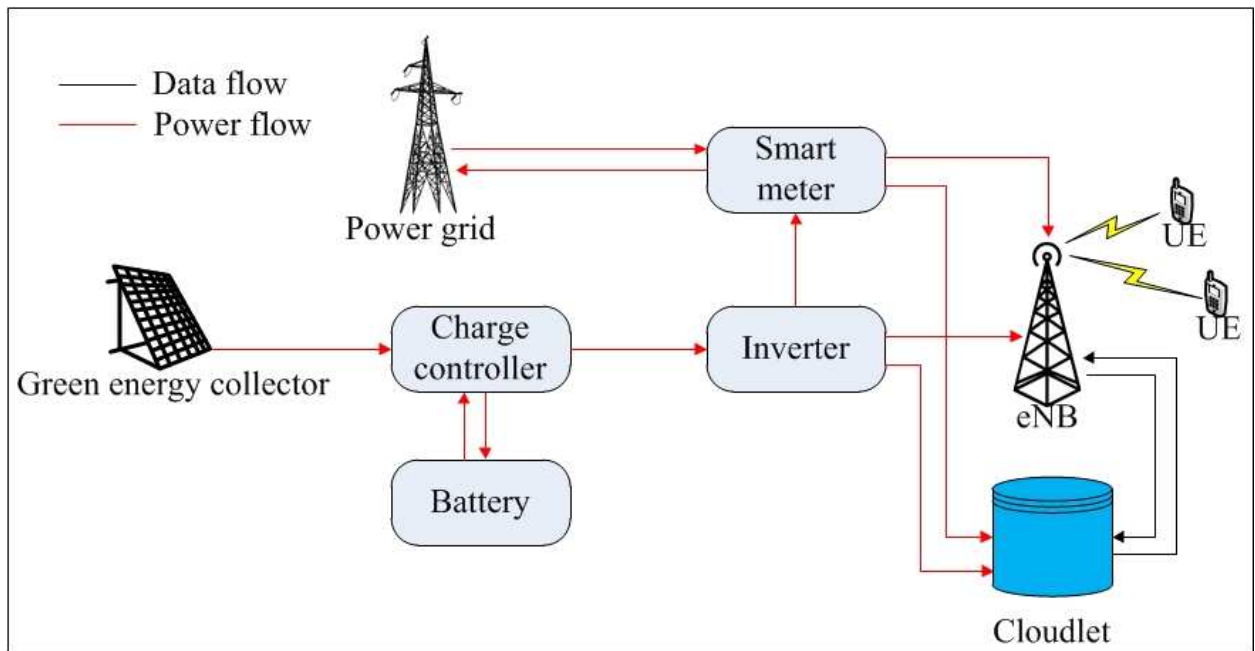 Data flow
Power flow
Smart
meter
Power grid
UE
UE
Charge
controller
Inverter
Green energy collector
eNB
Battery
Cloudlet